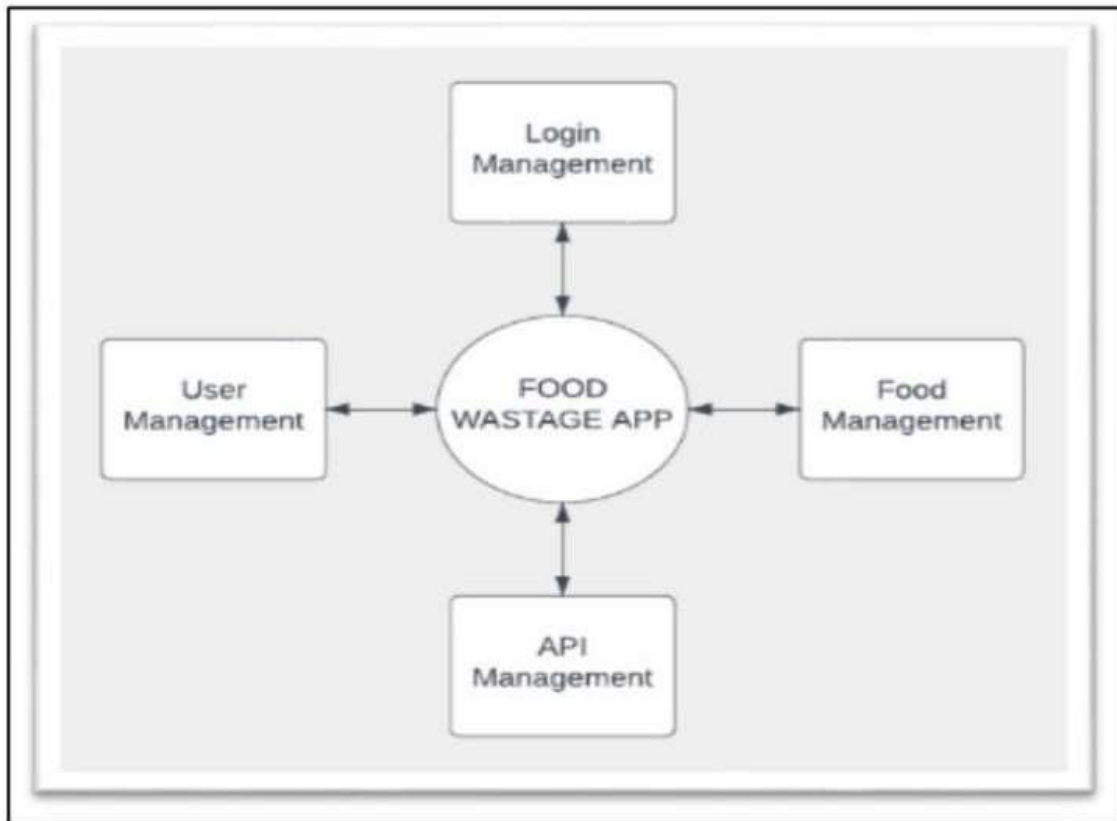 Login
Management
User
Management
FOOD
WASTAGE APP
Food
Management
API
Management